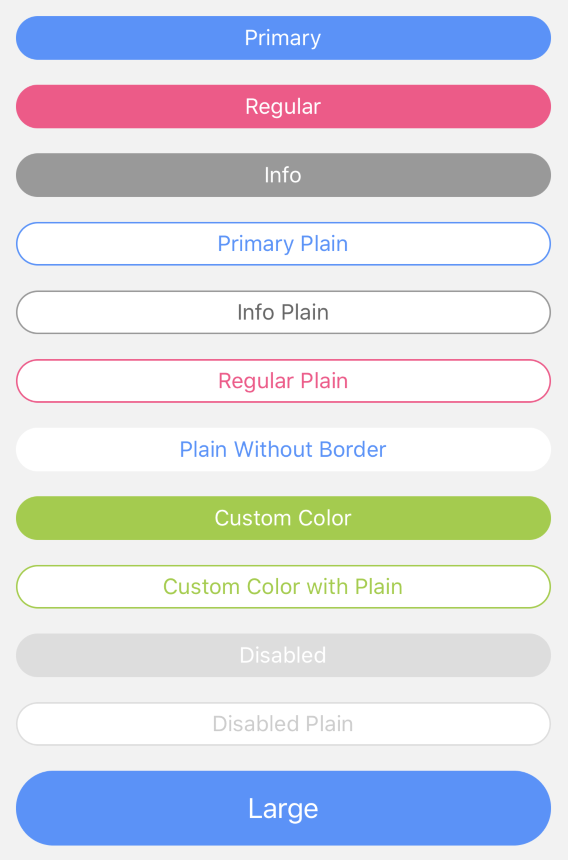 Primary
Regular
Info
Primary Plain
Info Plain
Regular Plain
Plain Without Border
Custom Color
Custom Color with Plain
Disabled
Disabled Plain
Large